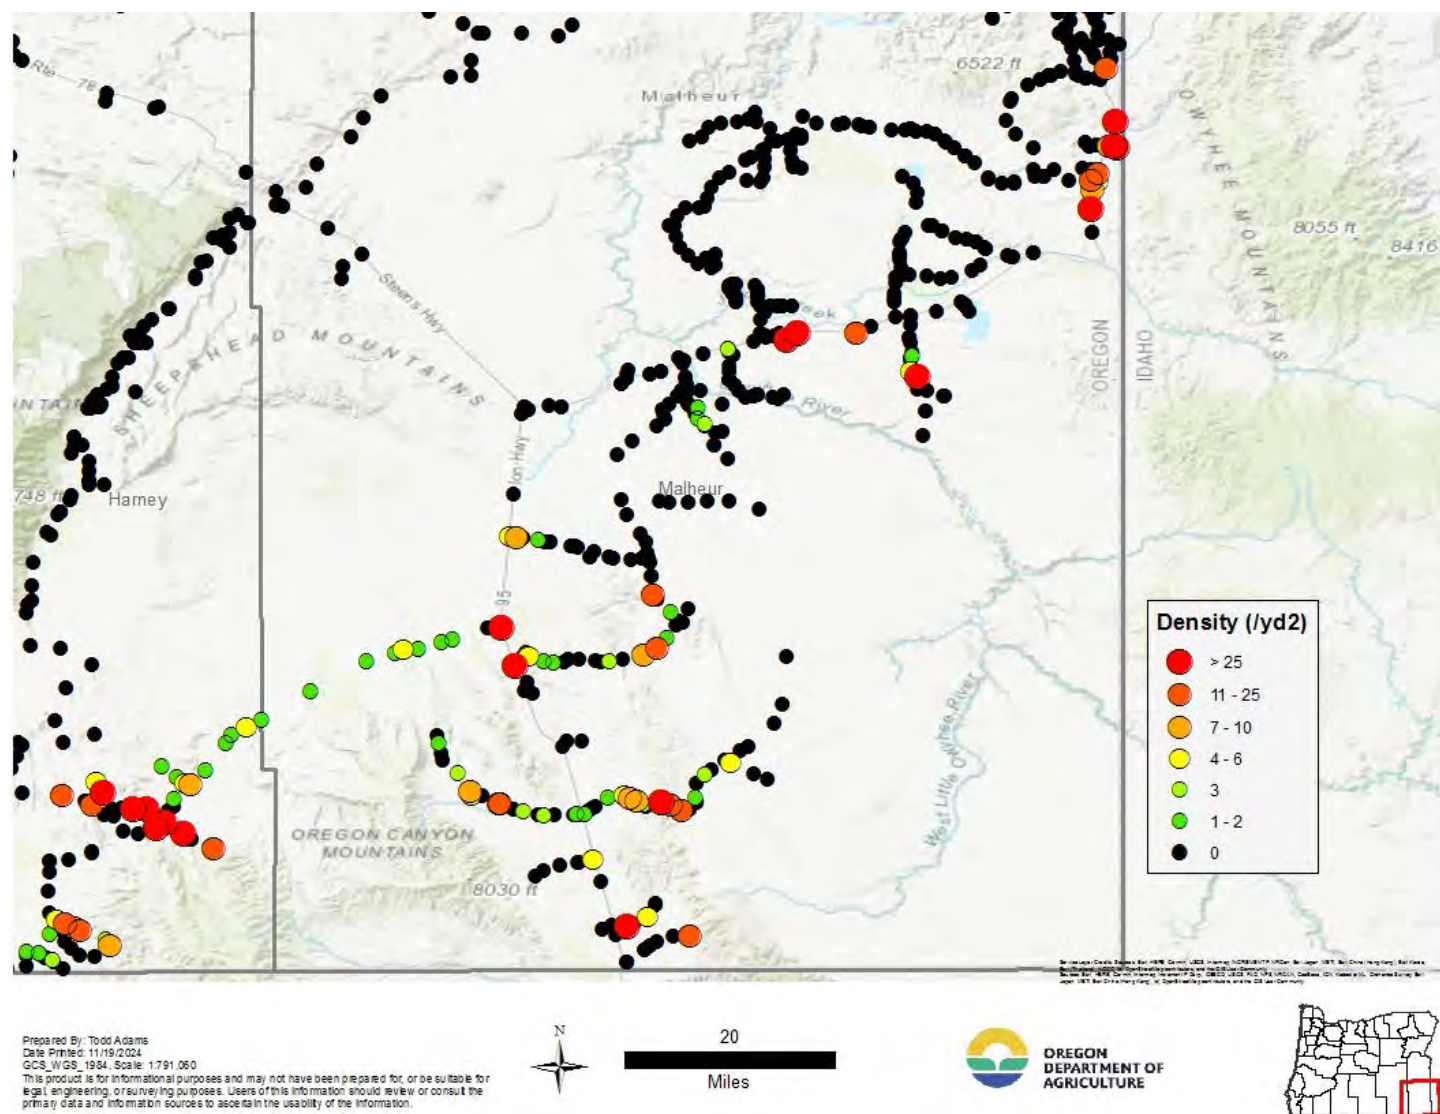 Rte 78
Malheur
6522 ft
OWYHEE MOUNTAINS
8055 ft
8416
Steens Hwy
SHEEPHEAD MOUNTAINS
OREGON
IDAHO
River
Ion Hwy
748 ft
Harney
Malheur
95
West Little Owyhee River
OREGON CANYON
MOUNTAINS
8030 ft
Density (/yd2)
> 25
11 - 25
7 - 10
4 - 6
3
1 - 2
0
Prepared By: Todd Adams
Date Printed: 11/19/2024
GCS_WGS_1984, Scale: 1:791,060
This product is for informational purposes and may not have been prepared for, or be suitable for
legal, engineering, or surveying purposes. Users of this information should review or consult the
primary data and information sources to ascertain the usability of the information.
N
20
Miles
OREGON
DEPARTMENT OF
AGRICULTURE